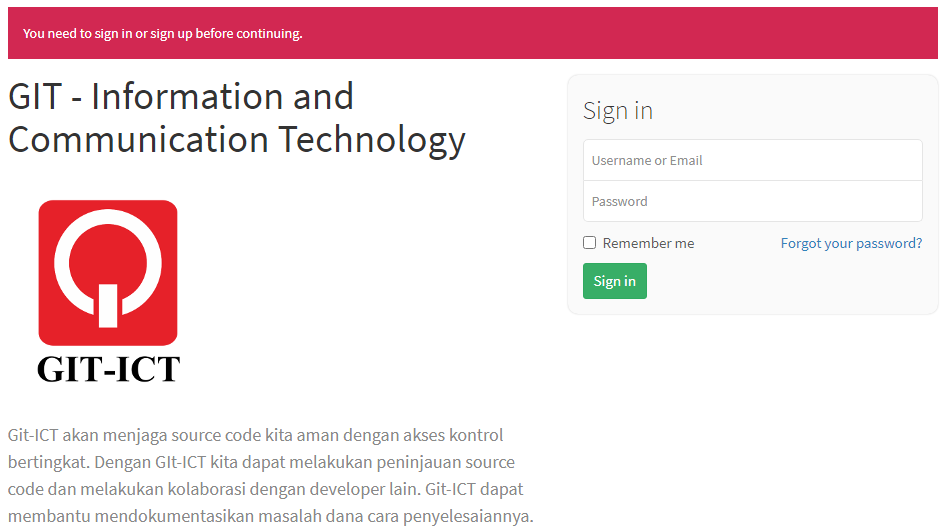 You need to sign in or sign up before continuing.
GIT - Information and
Communication Technology
GIT-ICT
Git-ICT akan menjaga source code kita aman dengan akses kontrol
bertingkat. Dengan GIt-ICT kita dapat melakukan peninjauan source
code dan melakukan kolaborasi dengan developer lain. Git-ICT dapat
membantu mendokumentasikan masalah dana cara penyelesaiannya.
Sign in
Username or Email
Password
Remember me
Forgot your password?
Sign in